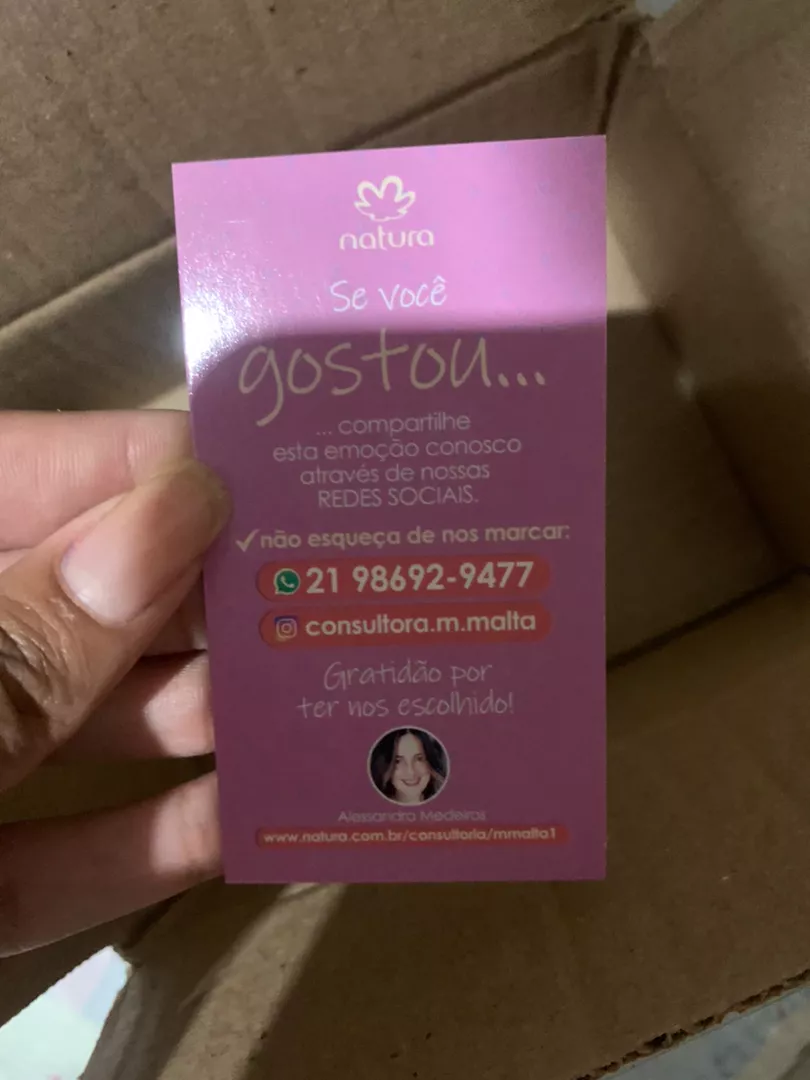 natura
Se você
gostou...
... compartilhe
esta emoção conosco
através de nossas
REDES SOCIAIS.
✓não esqueça de nos marcar:
21 98692-9477
consultora.m.malta
Gratidão por
ter nos escolhido!
Alessandra Medeiros
www.natura.com.br/consultoria/mmalta1